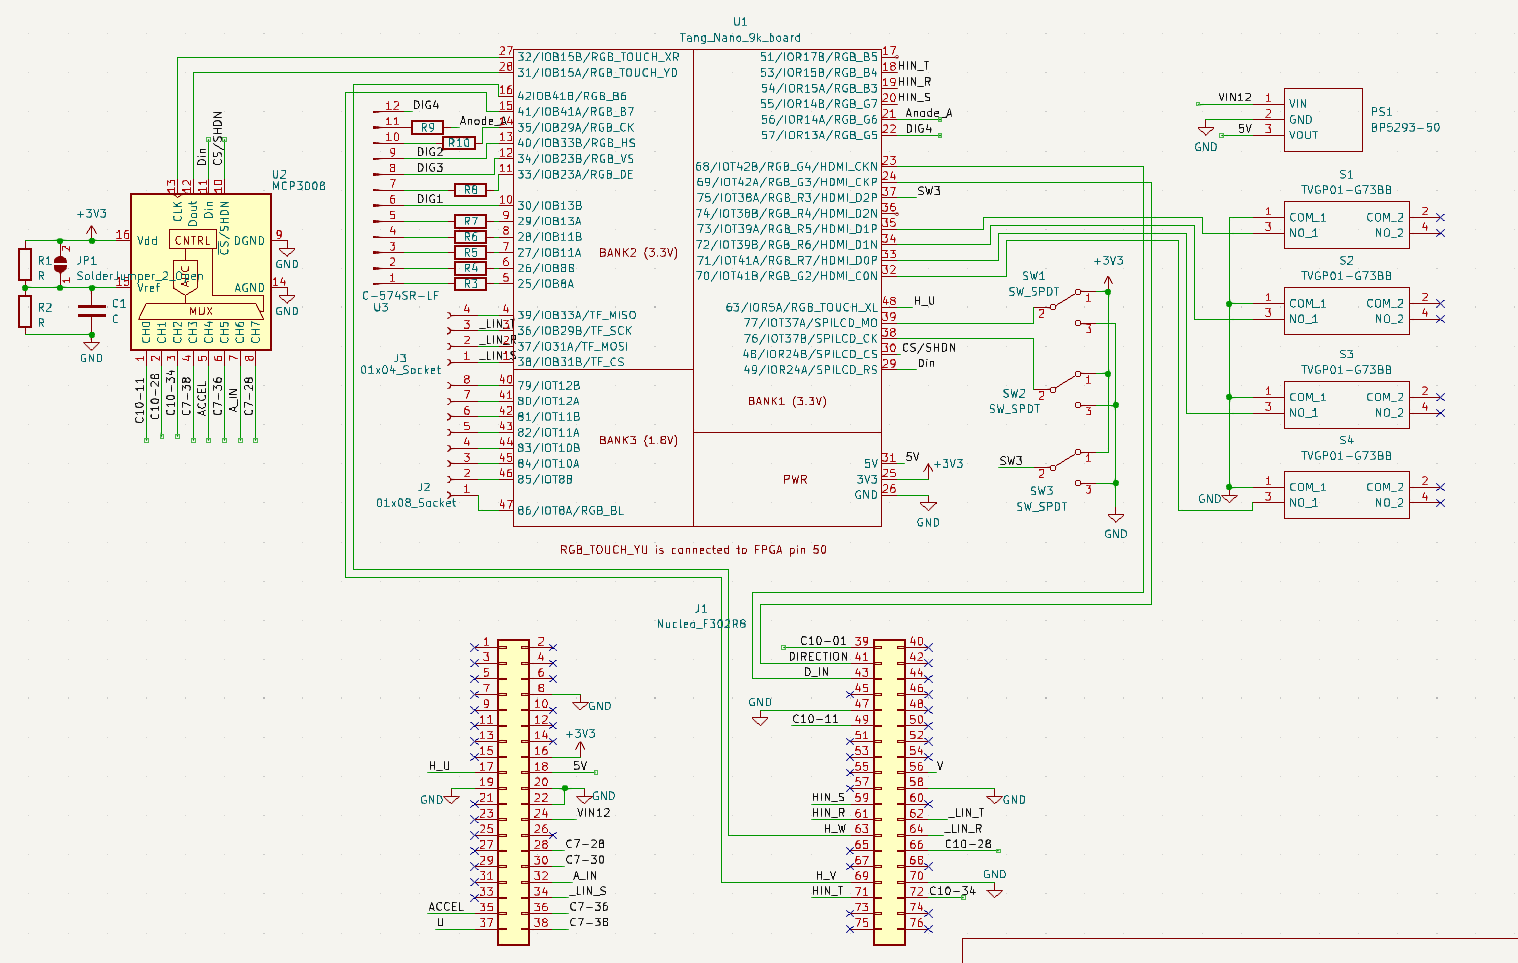 U1
Tang_Nano_9k_board
27 32/IOB15B/RGB_TOUCH_XR
28 31/IOB15A/RGB_TOUCH_YD
16 42IOB41B/RGB_B6
15 41/IOB41A/RGB_B7
14 35/IOB29A/RGB_CK
13 40/IOB33B/RGB_HS
12 34/IOB23B/RGB_VS
11 33/IOB23A/RGB_DE
10 30/IOB13B
9 29/IOB13A
8 28/IOB11B
7 27/IOB11A
6 26/IOB8B
5 25/IOB8A
4 39/IOB33A/TF_MISO
3 36/IOB29B/TF_SCK
37/IO31A/TF_MOSI
38/IOB31B/TF_CS
40 79/IOT12B
41 80/IOT12A
42 81/IOT11B
43 82/IOT11A
44 83/IOT10B
45 84/IOT10A
46 85/IOT8B
47 86/IOT8A/RGB_BL
BANK2 (3.3V)
BANK3 (1.8V)
51/IOR17B/RGB_B5 17
53/IOR15B/RGB_B4 18 HIN_T
54/IOR15A/RGB_B3 19 HIN_R
55/IOR14B/RGB_G7 20 HIN_S
56/IOR14A/RGB_G6 21 Anode_A
57/IOR13A/RGB_G5 22 DIG4
68/IOT42B/RGB_G4/HDMI_CKN 23
69/IOT42A/RGB_G3/HDMI_CKP 24
75/IOT38A/RGB_R3/HDMI_D2P 37 SW3
74/IOT38B/RGB_R4/HDMI_D2N 36
73/IOT39A/RGB_R5/HDMI_D1P 35
72/IOT39B/RGB_R6/HDMI_D1N 34
71/IOT41A/RGB_R7/HDMI_D0P 33
70/IOT41B/RGB_G2/HDMI_C0N 32
63/IOR5A/RGB_TOUCH_XL 48 H_U
77/IOT37A/SPILCD_MO 39
76/IOT37B/SPILCD_CK 38
48/IOR24B/SPILCD_CS 30 CS/SHDN
49/IOR24A/SPILCD_RS 29 Din
BANK1 (3.3V)
5V 31 5V
3V3 25 +3V3
GND 26
PWR
GND
RGB_TOUCH_YU is connected to FPGA pin 50
12 DIG4
11 R9 Anode_A
10 R10
9 DIG2
8 DIG3
7 R8
6 DIG1
5 R7
4 R6
3 R5
2 R4
1 R3
C-574SR-LF
U3
4
3 _LIN_T
2 _LIN_R
1 _LIN_S
J3
01x04_Socket
8
7
6
5
4
3
2
1
J2
01x08_Socket
Din
CS/SHDN
U2
MCP3008
13 CLK
12 Dout
11 Din
10 CS/SHDN
+3V3
16 Vdd
CNTRL
DGND 9
GND
R1
R
JP1
SolderJumper_2_Open
2
1
ADC
15 Vref
AGND 14
GND
R2
R
C1
C
GND
MUX
CH0 CH1 CH2 CH3 CH4 CH5 CH6 CH7
1 2 3 4 5 6 7 8
C10-11
C10-28
C10-34
C7-38
ACCEL
C7-36
A_IN
C7-28
SW1
SW_SPDT
+3V3
1
2
3
SW2
SW_SPDT
1
2
3
SW3
1
2
3
SW3
SW_SPDT
GND
VIN12 1 VIN
2 GND
5V 3 VOUT
GND
PS1
BP5293-50
S1
TVGP01-G73BB
1 COM_1 COM_2 2
3 NO_1 NO_2 4
S2
TVGP01-G73BB
1 COM_1 COM_2 2
3 NO_1 NO_2 4
S3
TVGP01-G73BB
1 COM_1 COM_2 2
3 NO_1 NO_2 4
S4
TVGP01-G73BB
1 COM_1 COM_2 2
3 NO_1 NO_2 4
GND
J1
Nucleo_F302R8
1 2
3 4
5 6
7 8 GND
9 10
11 12
13 14 +3V3
15 16
H_U 17 18 5V
GND 19 20 GND
21 22
23 24 VIN12
25 26
27 28 C7-28
29 30 C7-30
31 32 A_IN
33 34 _LIN_S
ACCEL 35 36 C7-36
U 37 38 C7-38
C10-01 39 40
DIRECTION 41 42
D_IN 43 44
45 46
GND 47 48
C10-11 49 50
51 52
53 54
55 56 V
57 58 GND
HIN_S 59 60
HIN_R 61 62 _LIN_T
H_W 63 64 _LIN_R
65 66 C10-28
67 68
H_V 69 70 GND
HIN_T 71 72 C10-34
73 74
75 76